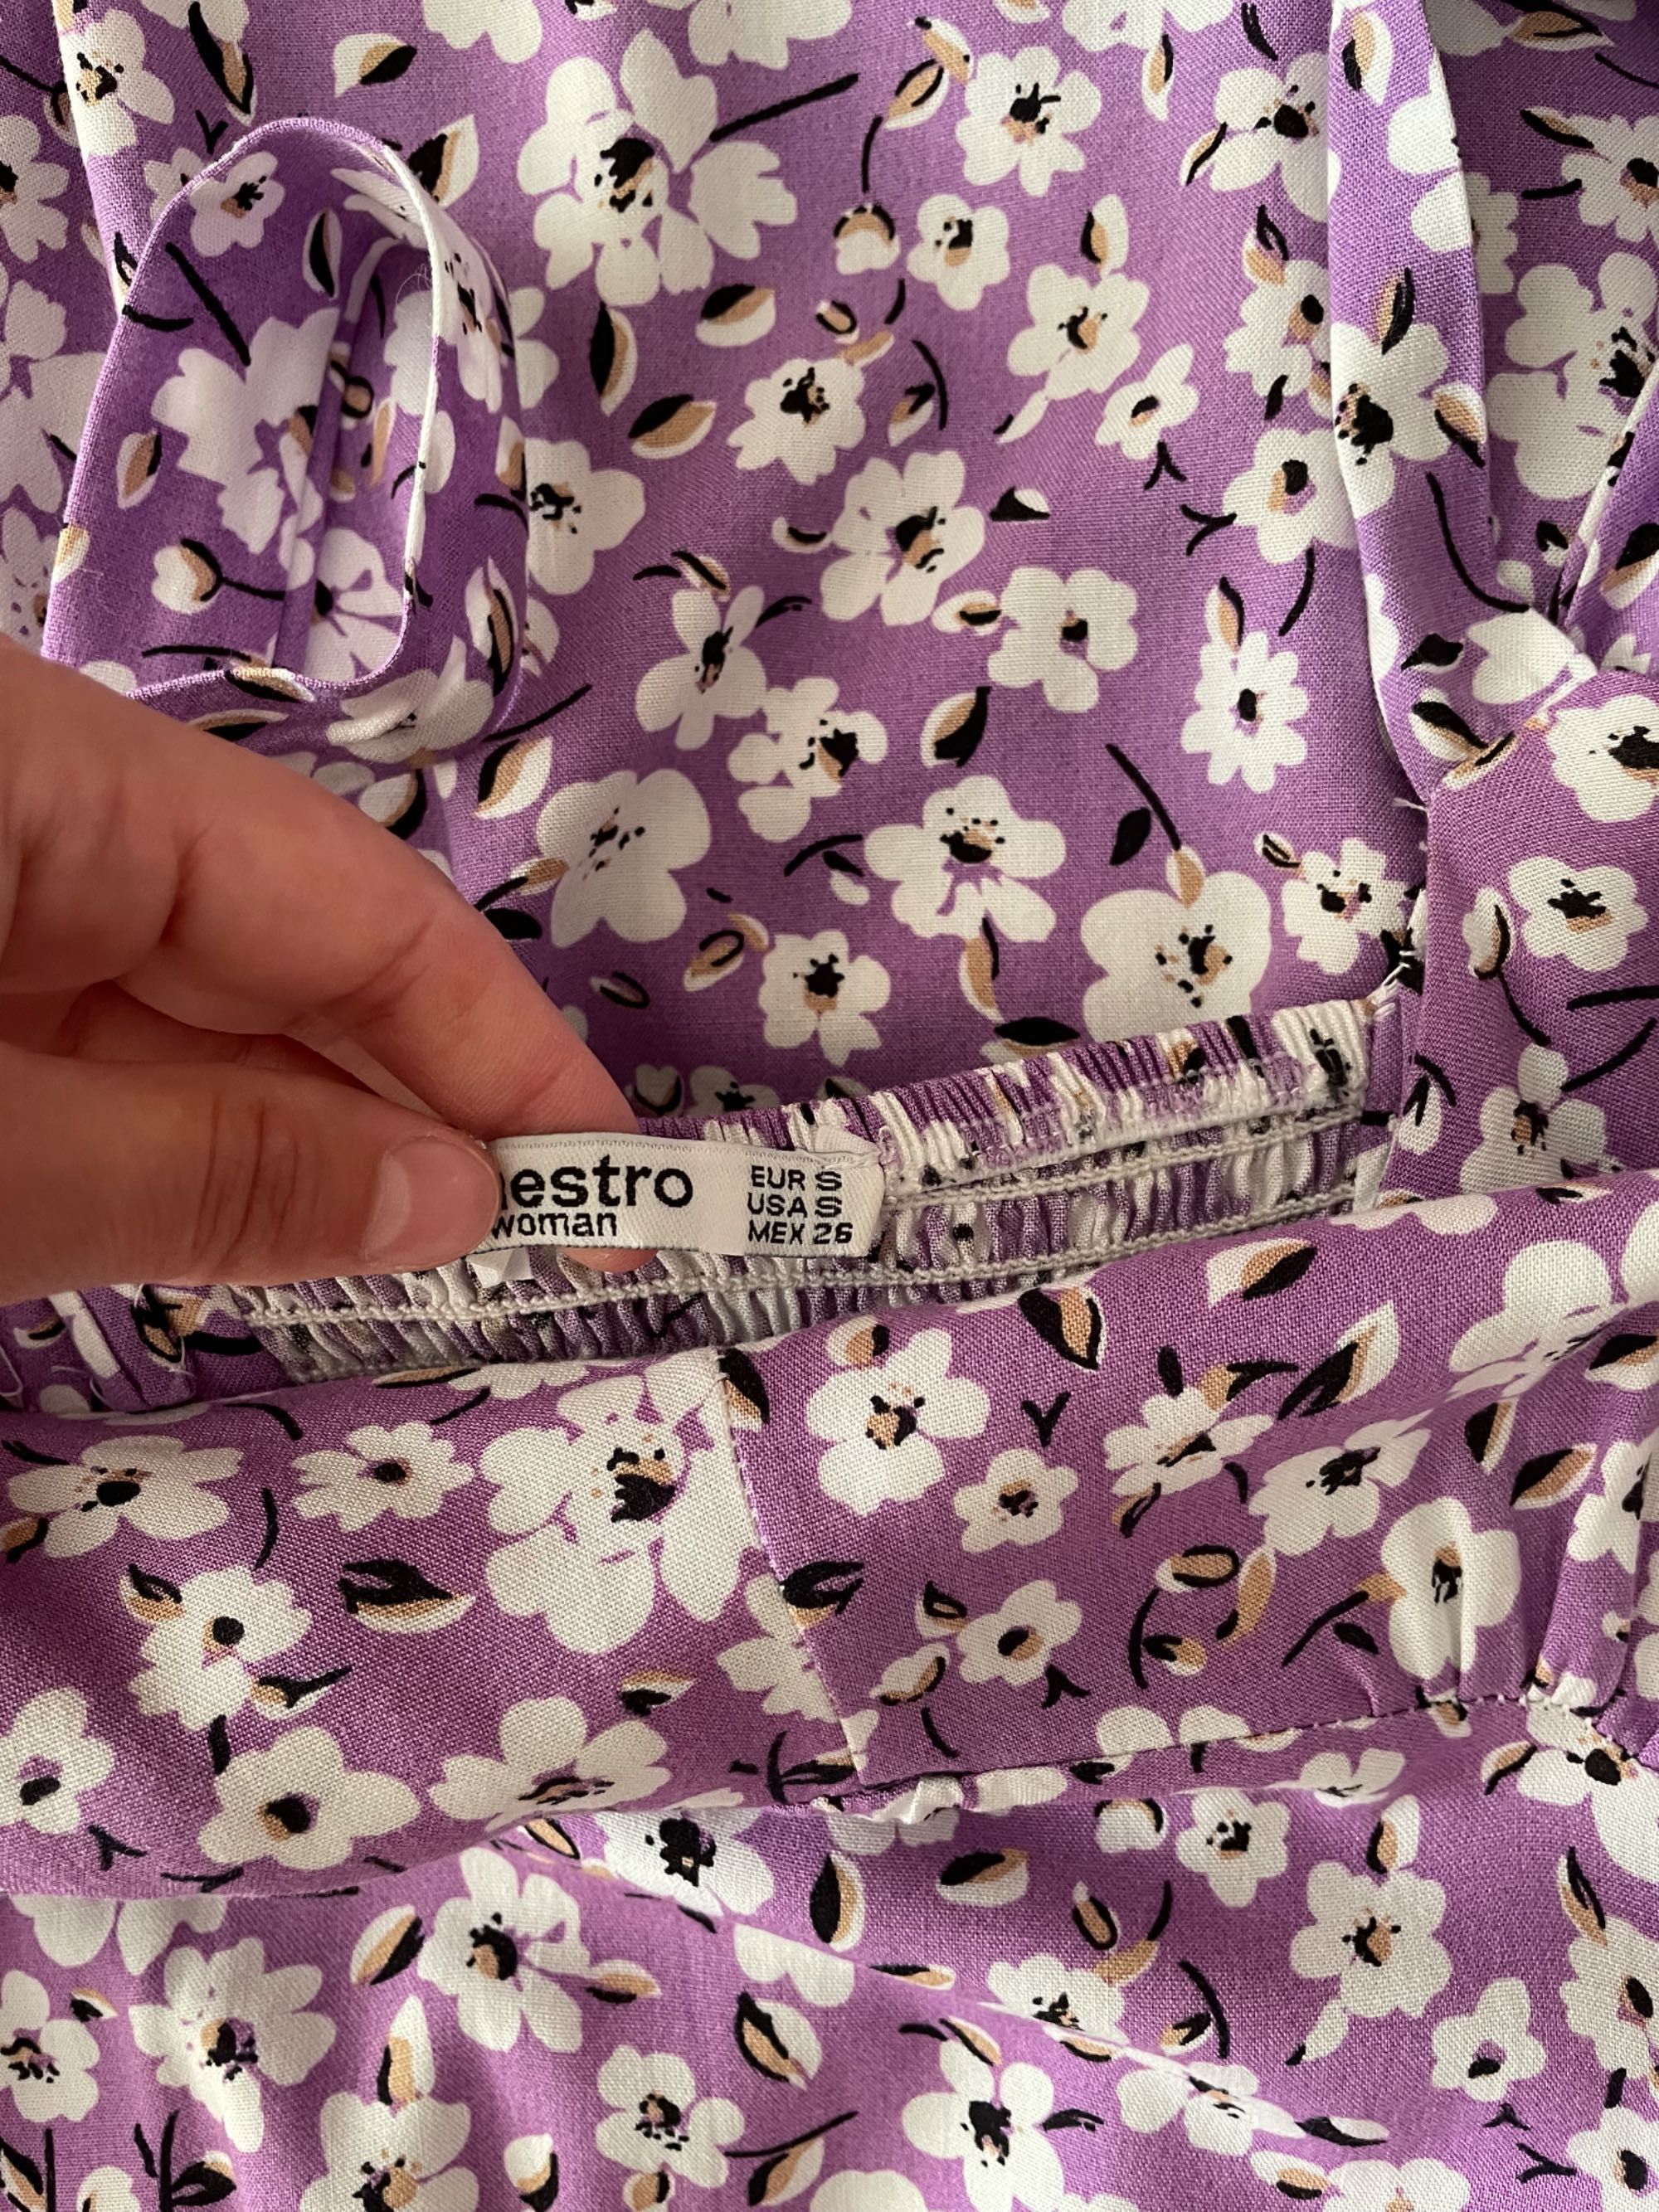 estro
woman
EUR S
USA S
MEX 26